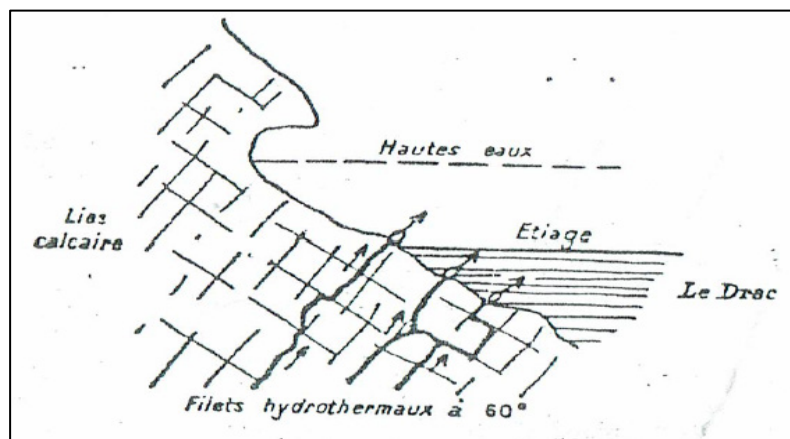 Hautes eaux
Lias
calcaire
Etiage
Le Drac
Filets hydrothermaux à 60°